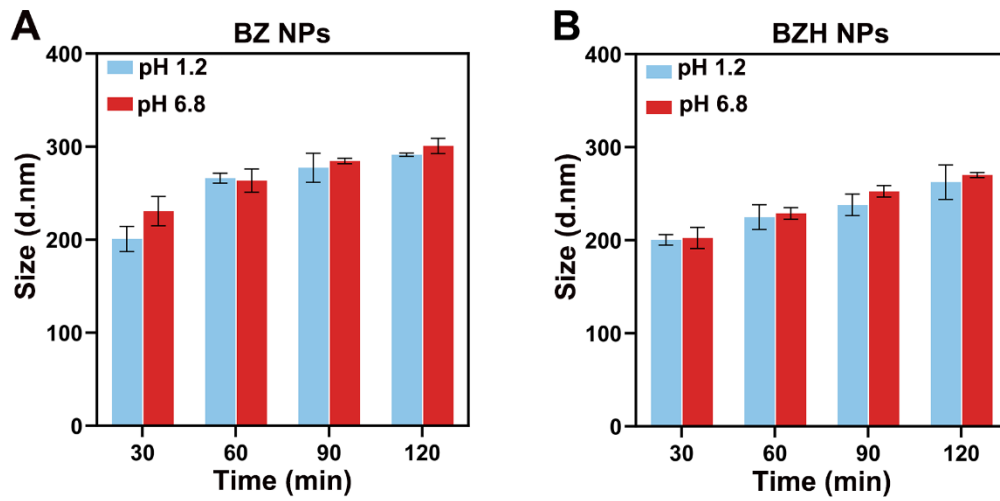 A
BZ NPs
pH 1.2
pH 6.8
Size (d.nm)
400
300
200
100
0
30 60 90 120
Time (min)
B
BZH NPs
pH 1.2
pH 6.8
Size (d.nm)
400
300
200
100
0
30 60 90 120
Time (min)